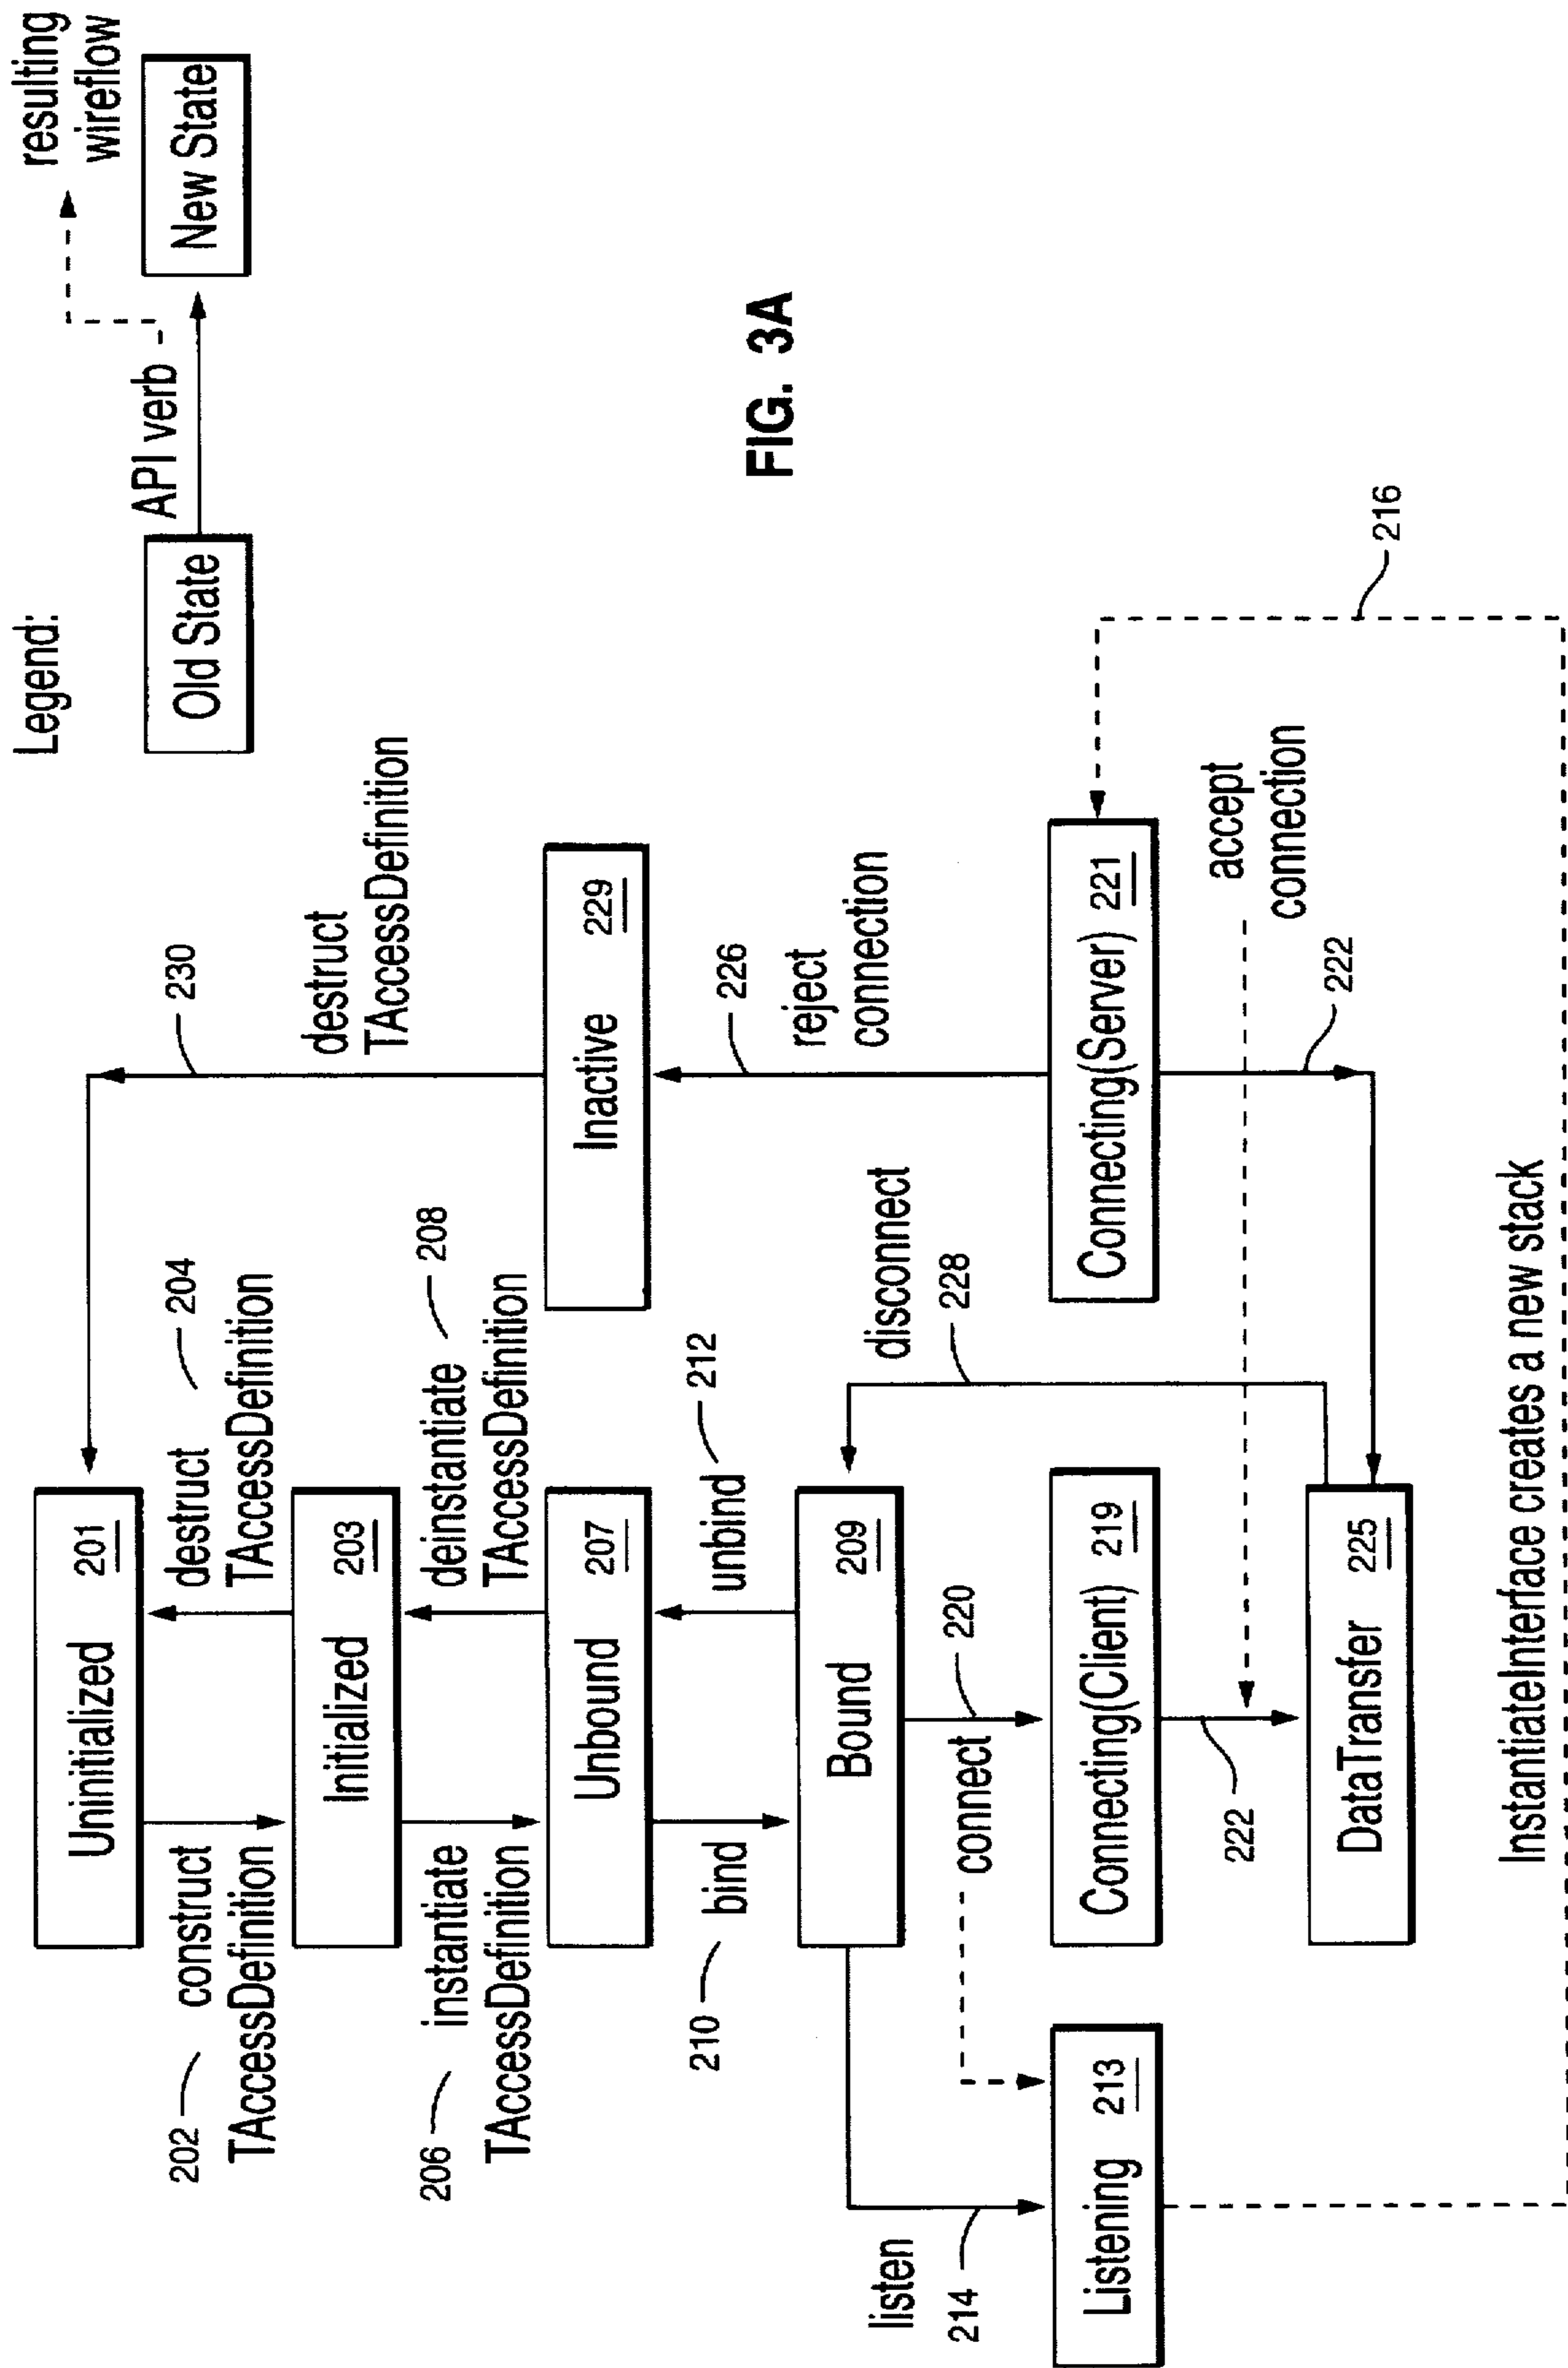 Legend:
Old State
API verb
New State
resulting
wireflow
Uninitialized 201
202
construct
TAccessDefinition
destruct
TAccessDefinition
204
230
destruct
TAccessDefinition
Initialized 203
206
instantiate
TAccessDefinition
deinstantiate
TAccessDefinition
208
Unbound 207
Inactive 229
210
bind
unbind
212
226
reject
connection
FIG. 3A
Bound 209
listen
214
connect
220
disconnect
228
Listening 213
Connecting(Client) 219
Connecting(Server) 221
222
accept
connection
222
216
DataTransfer 225
InstantiateInterface creates a new stack